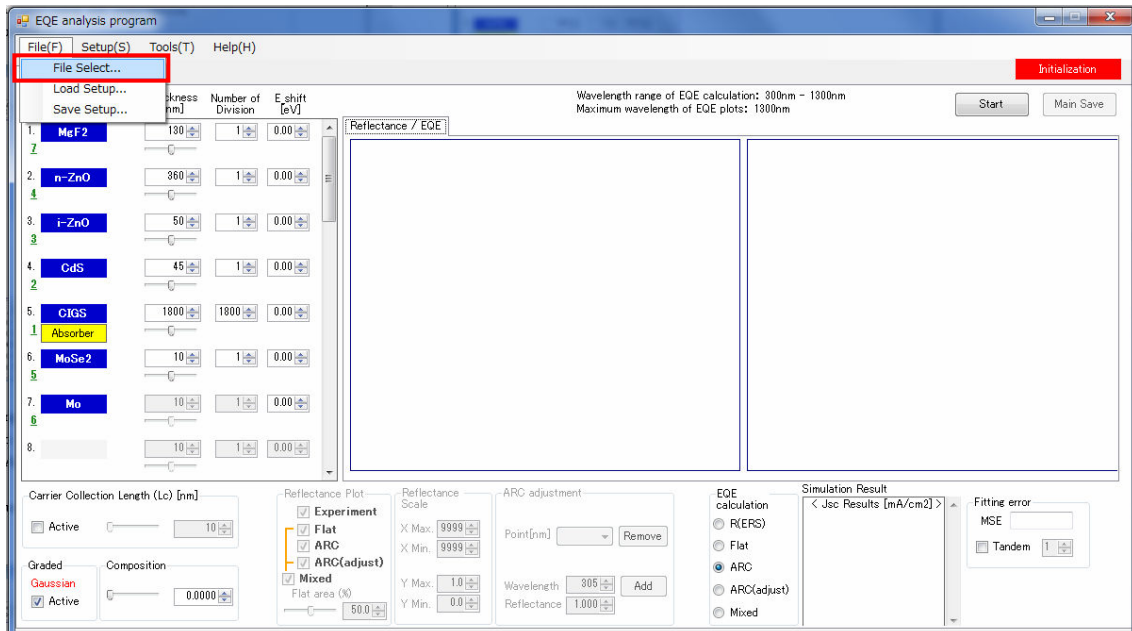 EQE analysis program
File(F) Setup(S) Tools(T) Help(H)
File Select...
Load Setup...
Save Setup...
Initialization
Number of Division
E_shift [eV]
Wavelength range of EQE calculation: 300nm - 1300nm
Maximum wavelength of EQE plots: 1300nm
Start
Main Save
Reflectance / EQE
1. MgF2 130 1 0.00
7
2. n-ZnO 360 1 0.00
4
3. i-ZnO 50 1 0.00
3
4. CdS 45 1 0.00
2
5. CIGS 1800 1800 0.00
1 Absorber
6. MoSe2 10 1 0.00
5
7. Mo 10 1 0.00
6
8. 10 1 0.00
Carrier Collection Length (Lc) [nm]
Active 10
Graded
Gaussian
Active
Composition
0.0000
Reflectance Plot
Experiment
Flat
ARC
ARC(adjust)
Mixed
Flat area (%)
50.0
Reflectance Scale
X Max. 9999
X Min. 9999
Y Max. 1.0
Y Min. 0.0
ARC adjustment
Point[nm] Remove
Wavelength 305 Add
Reflectance 1.000
EQE calculation
R(ERS)
Flat
ARC
ARC(adjust)
Mixed
Simulation Result
< Jsc Results [mA/cm2] >
Fitting error
MSE
Tandem 1